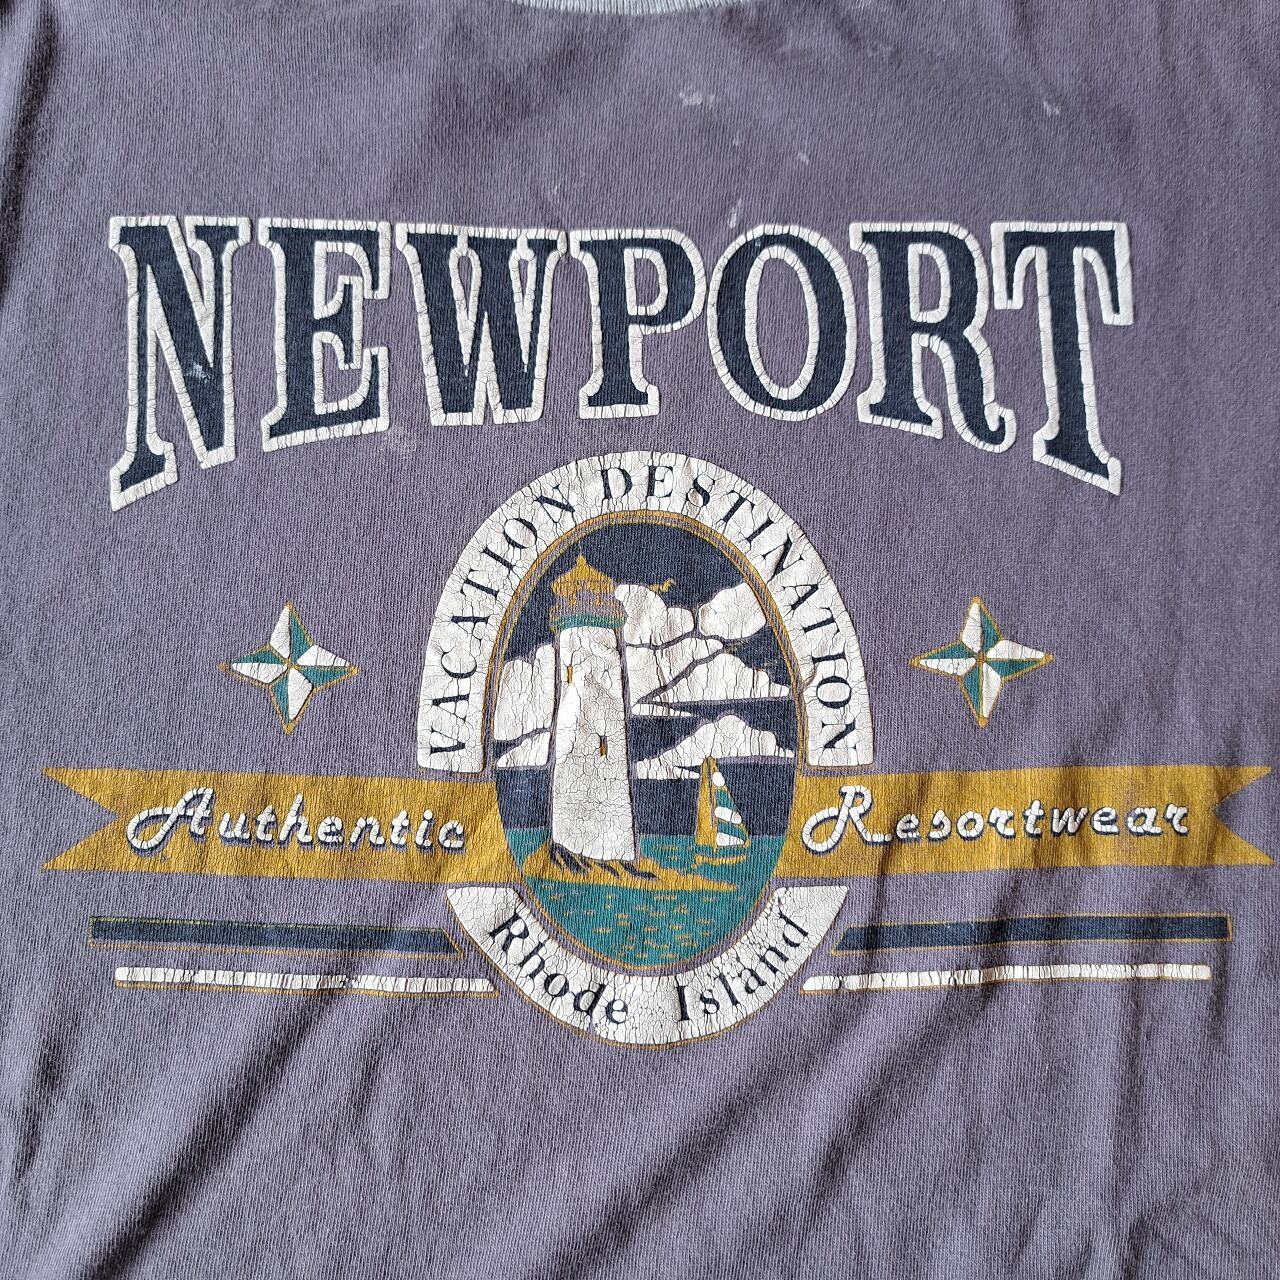 NEWPORT
VACATION DESTINATION
Authentic Resortwear
Rhode Island